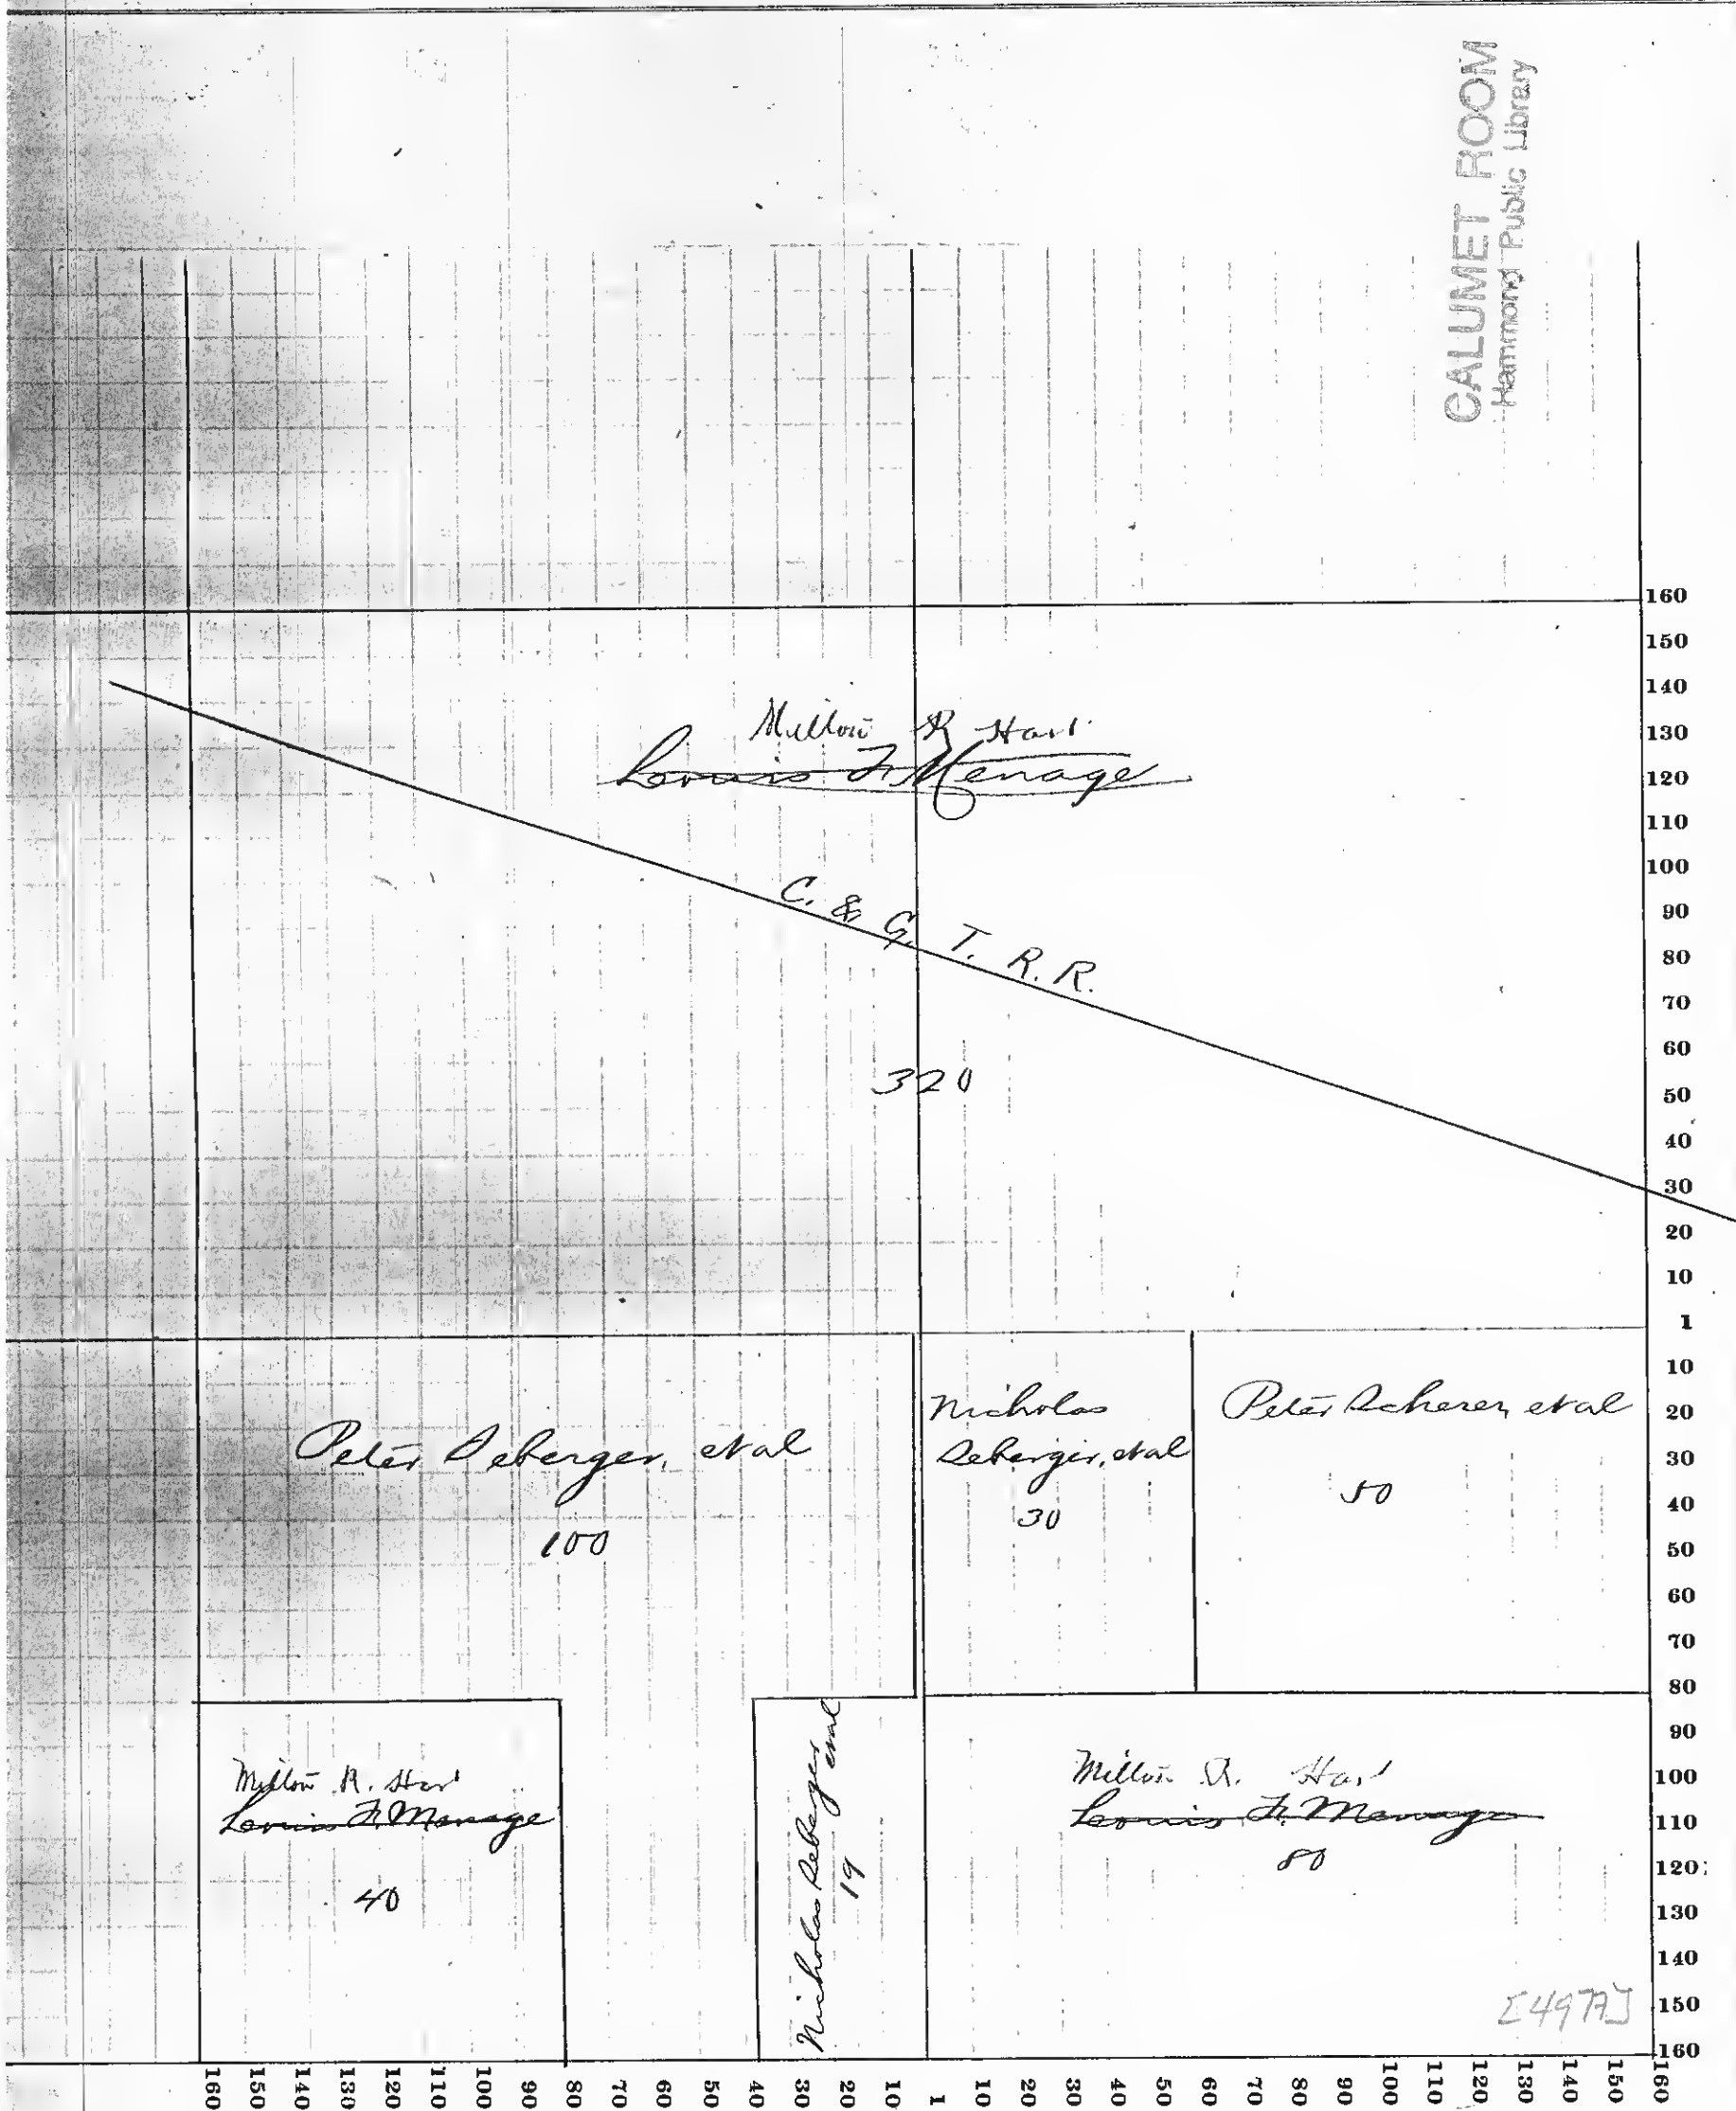 CALUMET ROOM
Hammond Public Library
160
150
140
130
120
110
100
90
80
70
60
50
40
30
20
10
1
10
20
30
40
50
60
70
80
90
100
110
120
130
140
150
160
Milton R Hart
Louis F. Menage
C. & G. T. R. R.
320
Peter Seberger, et al
100
Nicholas
Seberger, et al
30
Peter Scherer, et al
50
Milton R. Hart
Louis F. Menage
40
Nicholas Seberger et al
19
Milton R. Hart
Louis F. Menage
80
[49 7A]
160 150 140 130 120 110 100 90 80 70 60 50 40 30 20 10 1 10 20 30 40 50 60 70 80 90 100 110 120 130 140 150 160